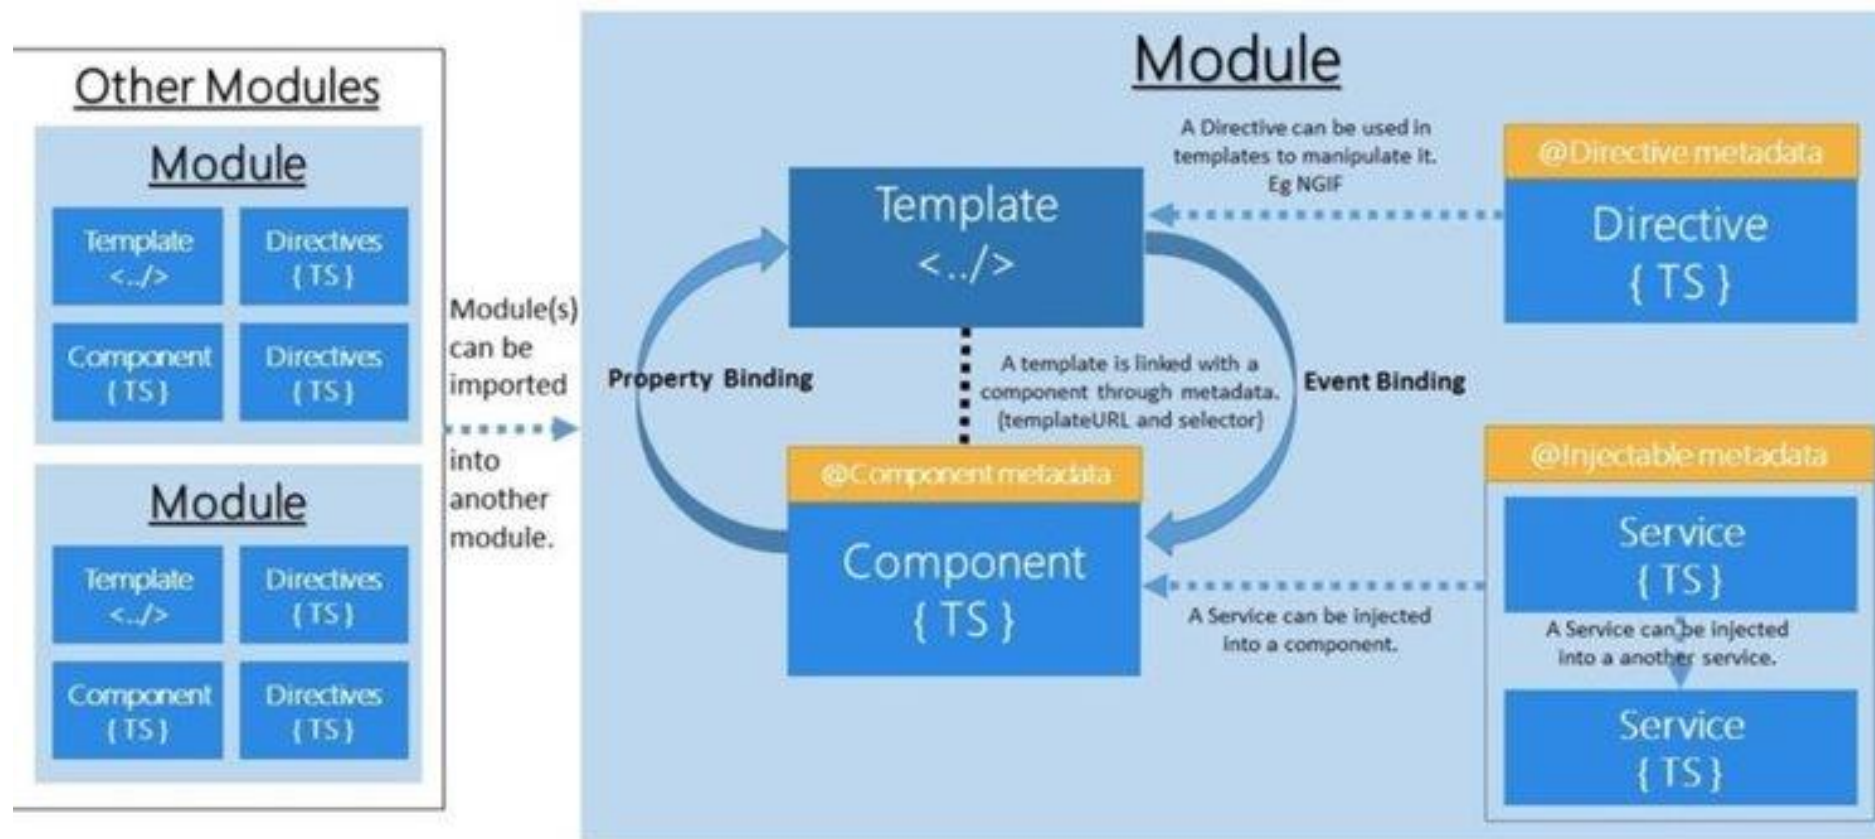 Other Modules
Module
Template
<../>
Directives
{ TS }
Component
{ TS }
Directives
{ TS }
Module
Template
<../>
Directives
{ TS }
Component
{ TS }
Directives
{ TS }
Module(s)
can be
imported
into
another
module.
Module
Template
<../>
A Directive can be used in
templates to manipulate it.
Eg NGIF
@Directive metadata
Directive
{ TS }
Property Binding
A template is linked with a
component through metadata.
{templateURL and selector}
Event Binding
@Component metadata
Component
{ TS }
A Service can be injected
into a component.
@Injectable metadata
Service
{ TS }
A Service can be injected
into a another service.
Service
{ TS }